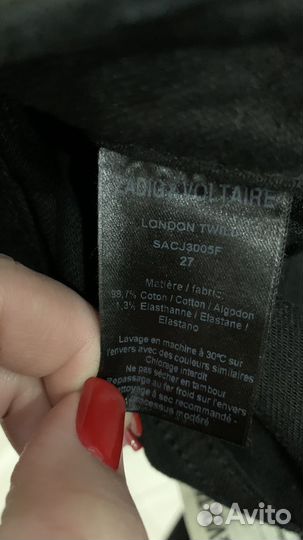 ZADIG & VOLTAIRE
LONDON TWILL
SACJ3005F
27
Matière / fabric:
98,7% Coton / Cotton / Algodon
1,3% Elasthanne / Elastane /
Elastano
Lavage en machine à 30°C sur
l'envers avec des couleurs similaires
Chlorage interdit
Ne pas sécher en tambour
Repassage au fer froid sur l'envers
Nettoyage à sec recommandé -
Processus modéré
Avito